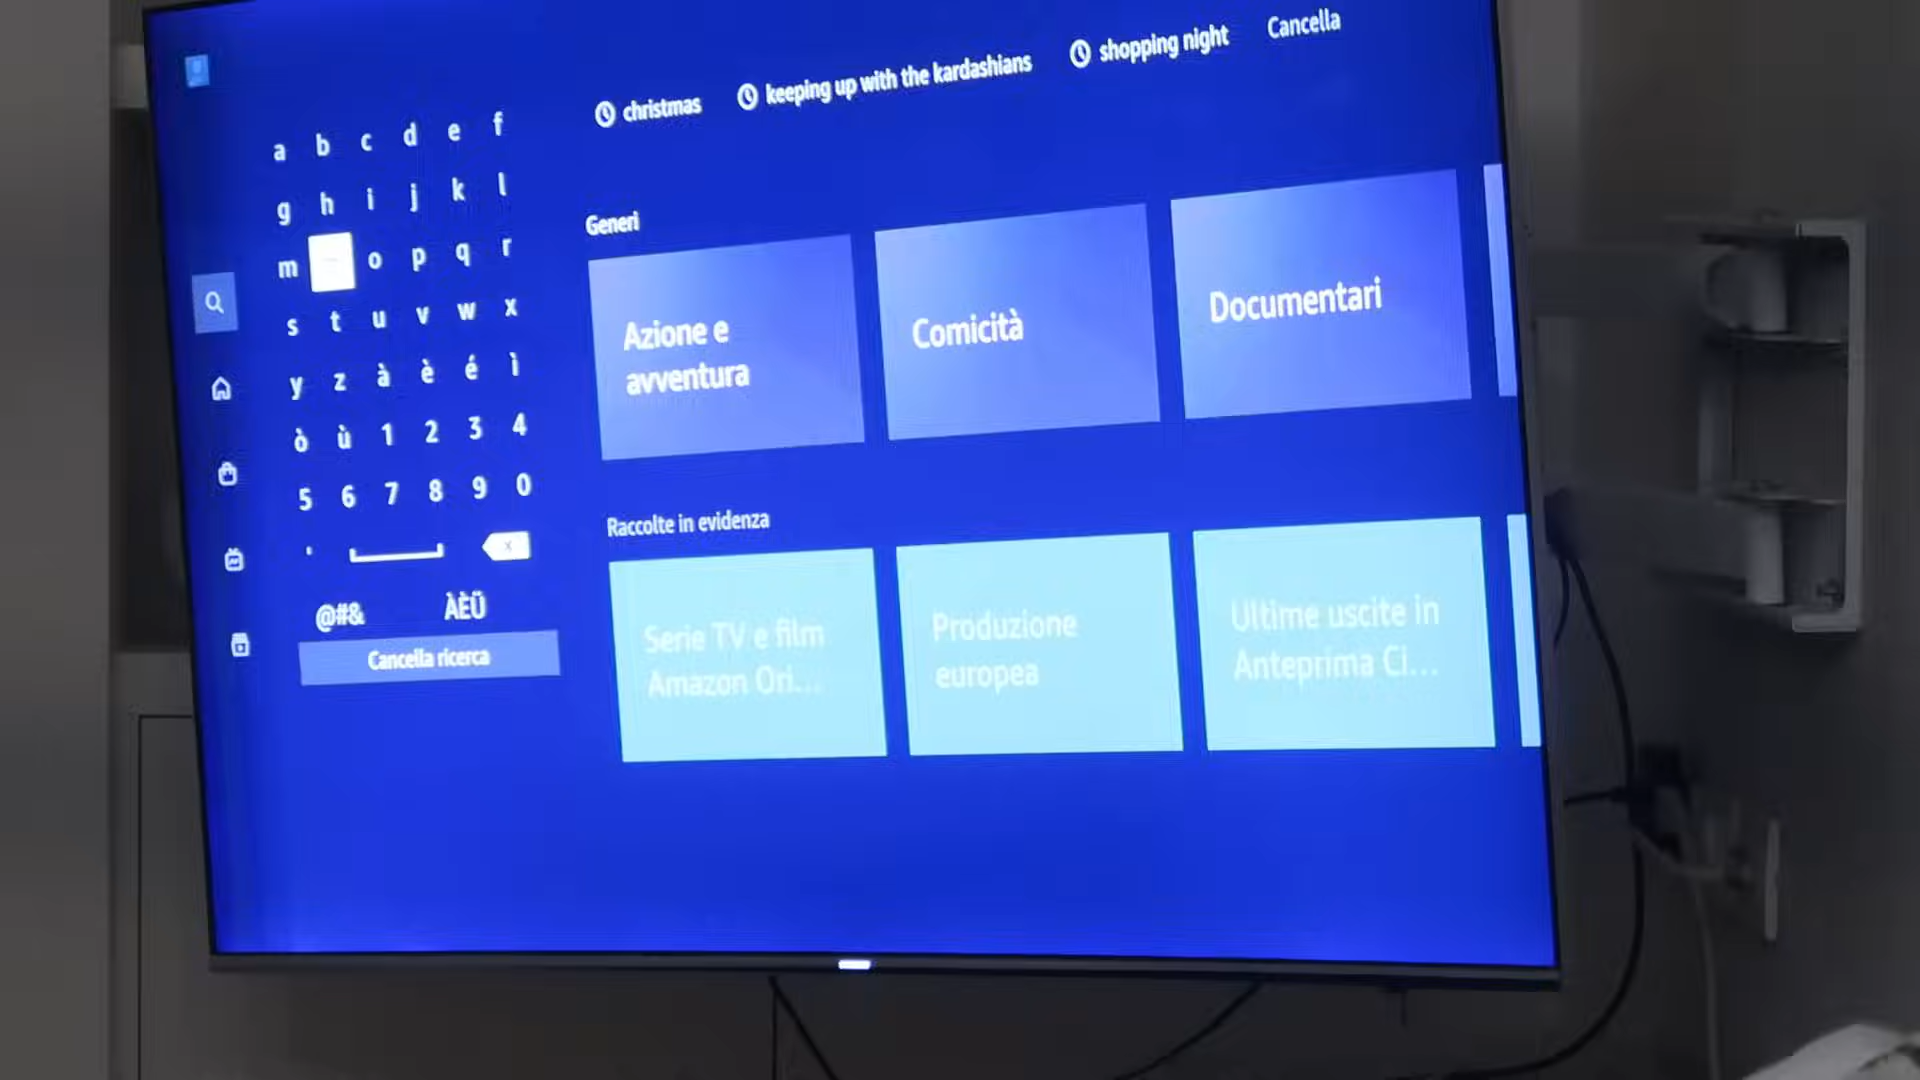 christmas
keeping up with the kardashians
shopping night
Cancella
a b c d e f
g h i j k l
m o p q r
s t u v w x
y z à è é ì
ò ù 1 2 3 4
5 6 7 8 9 0
'
@#& ÀÈÜ
Cancella ricerca
Generi
Azione e
avventura
Comicità
Documentari
Raccolte in evidenza
Serie TV e film
Amazon Ori...
Produzione
europea
Ultime uscite in
Anteprima Ci...